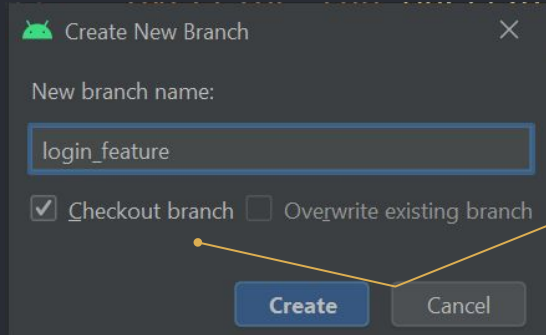 Create New Branch
New branch name:
login_feature
Checkout branch Overwrite existing branch
Create Cancel